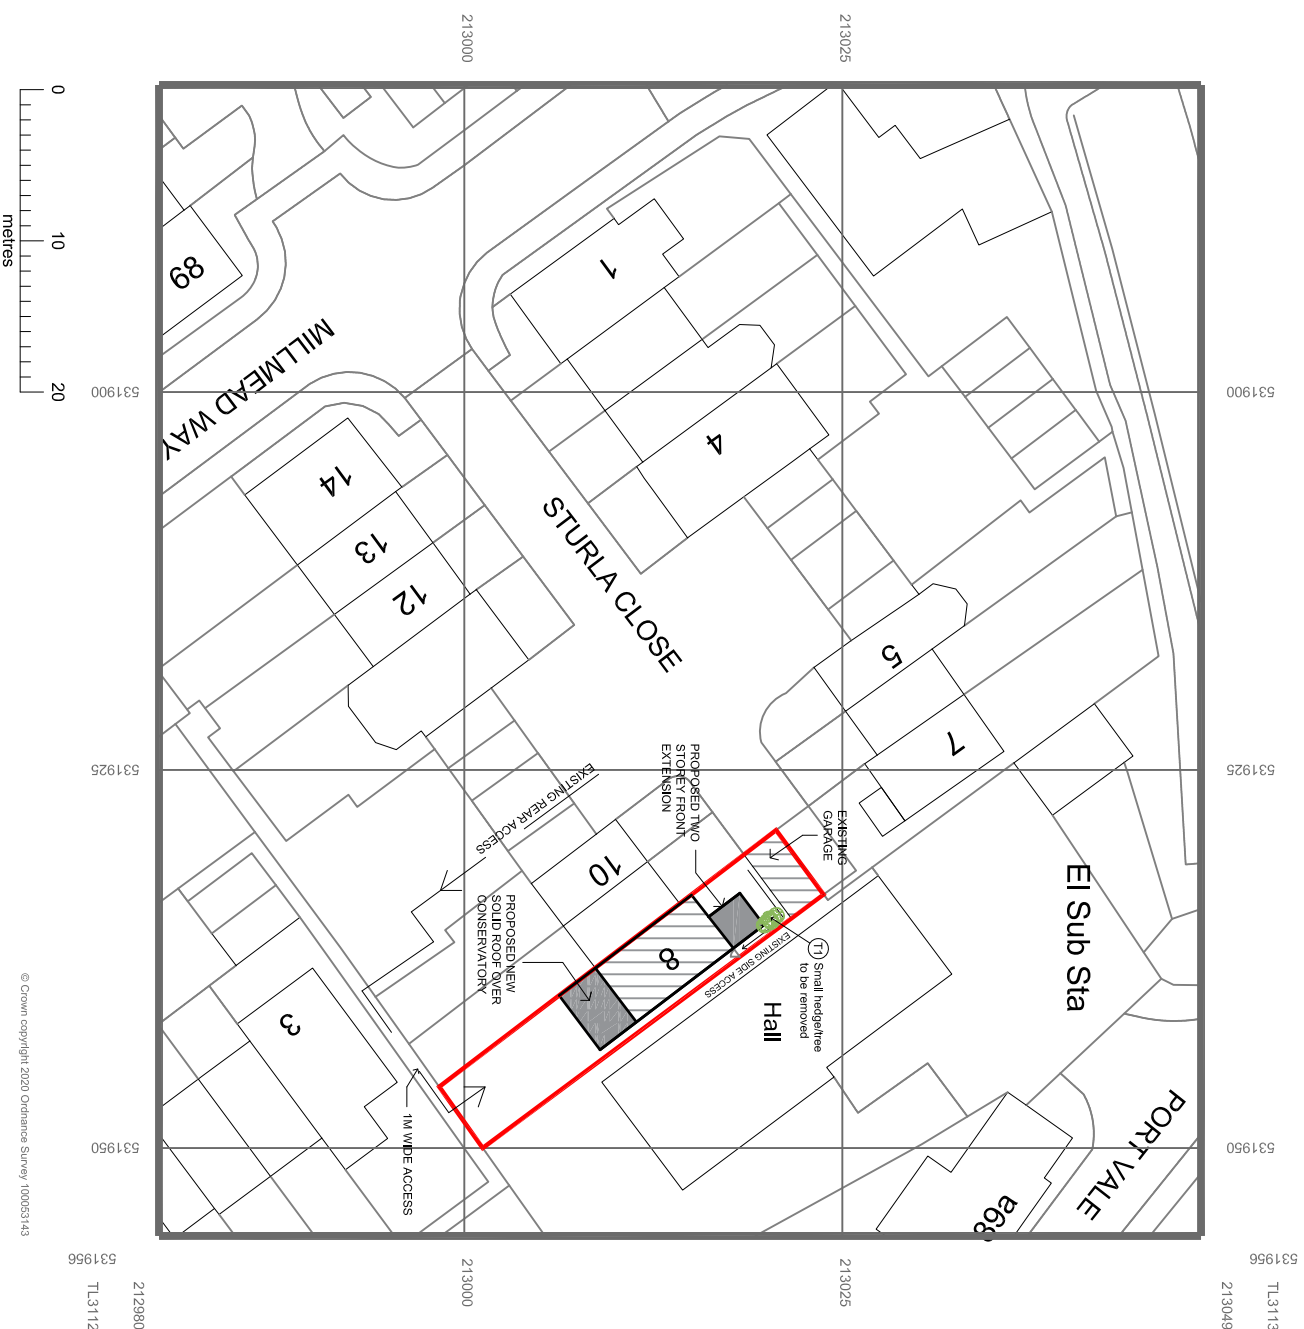 213000
213025
0
10
20
metres
531900
531900
531925
531925
531950
531950
531956
531956
213000
213025
212980
213049
TL3112
TL3113
89
MILLMEAD WAY
1
4
14
13
12
STURLA CLOSE
5
7
EXISTING REAR ACCESS
PROPOSED TWO
STOREY FRONT
EXTENSION
EXISTING
GARAGE
10
8
PROPOSED NEW
SOLID ROOF OVER
CONSERVATORY
EXISTING SIDE ACCESS
T1
Small hedge/tree
to be removed
Hall
El Sub Sta
3
1M WIDE ACCESS
PORT VALE
89a
© Crown copyright 2020 Ordnance Survey 100053143